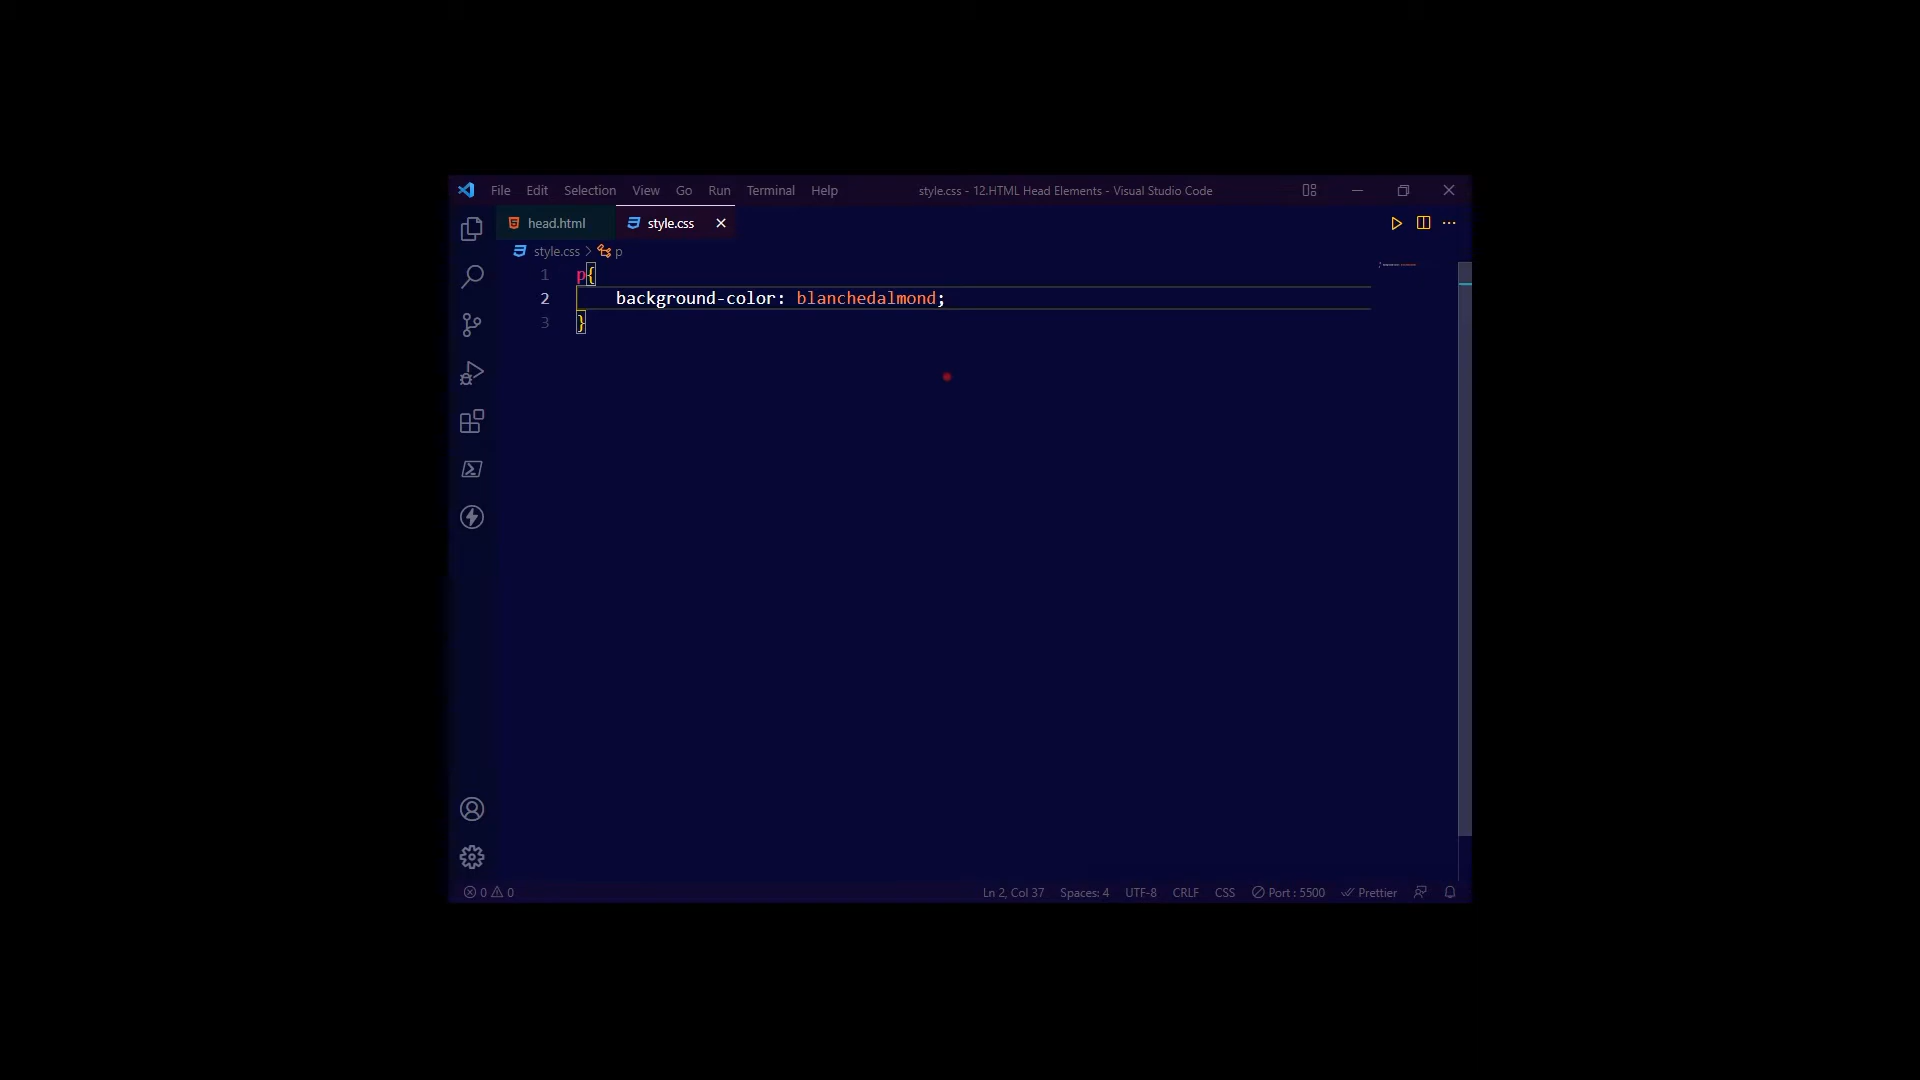 File Edit Selection View Go Run Terminal Help style.css - 12.HTML Head Elements - Visual Studio Code
head.html style.css
style.css > p
1 p{
2 background-color: blanchedalmond;
3 }
0 0 Ln 2, Col 37 Spaces: 4 UTF-8 CRLF CSS Port : 5500 Prettier